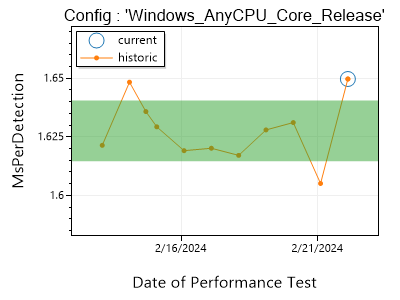 Config : 'Windows_AnyCPU_Core_Release'
current
historic
1.65
1.625
1.6
MsPerDetection
2/16/2024
2/21/2024
Date of Performance Test